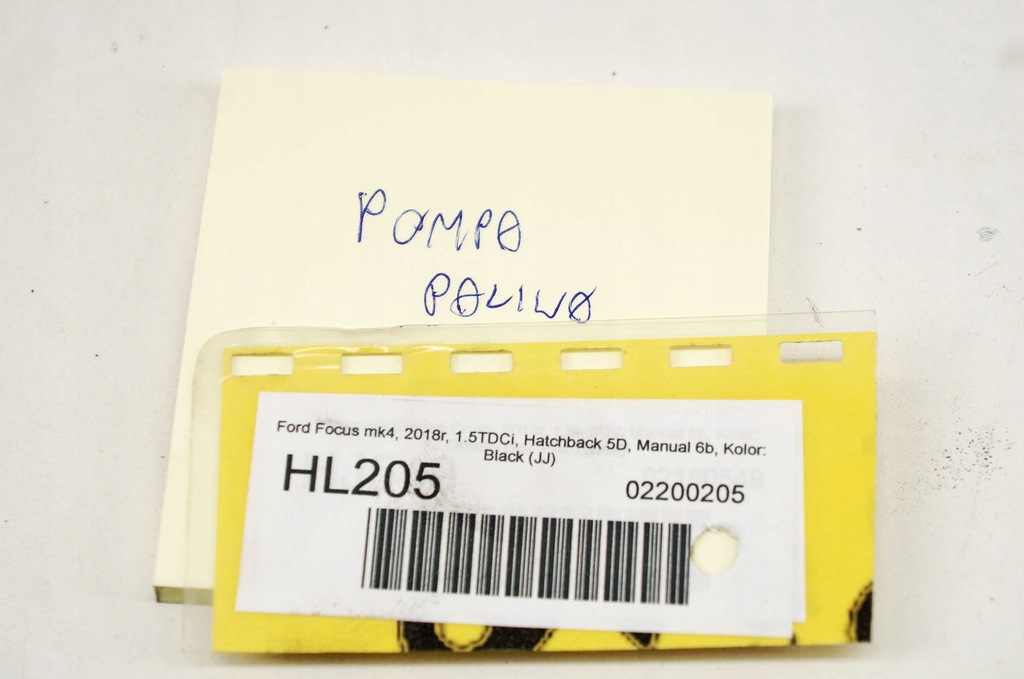 POMPA
PALIWA
Ford Focus mk4, 2018r, 1.5TDCi, Hatchback 5D, Manual 6b, Kolor:
Black (JJ)
HL205
02200205